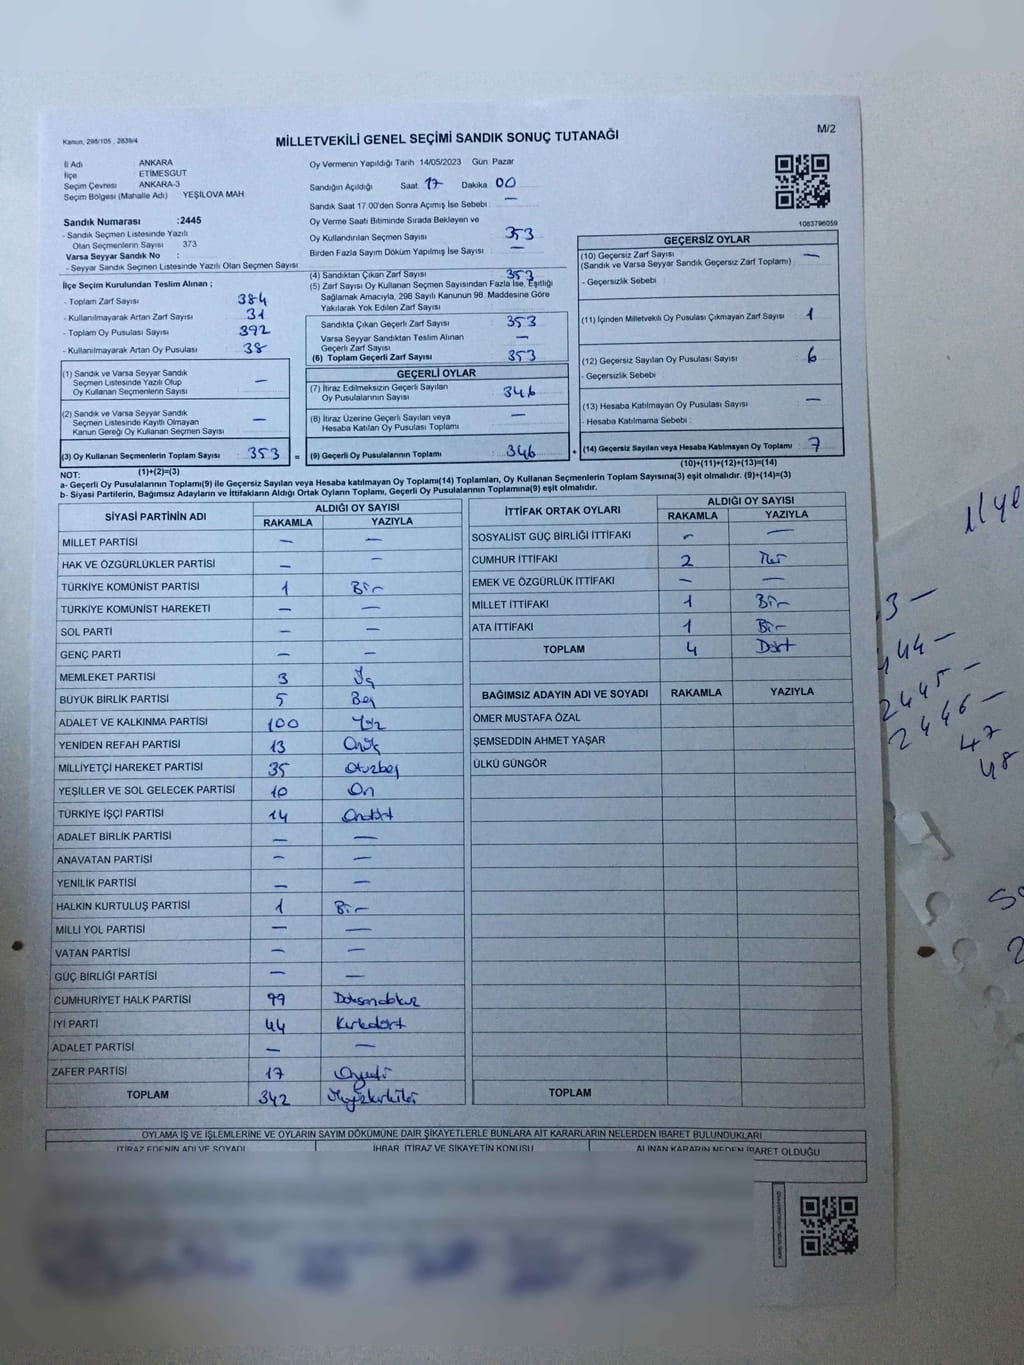 Kanun, 298/105 , 2839/4
MİLLETVEKİLİ GENEL SEÇİMİ SANDIK SONUÇ TUTANAĞI
M/2
İl Adı ANKARA
İlçe ETİMESGUT
Seçim Çevresi ANKARA-3
Seçim Bölgesi (Mahalle Adı) YEŞİLOVA MAH
Sandık Numarası :2445
- Sandık Seçmen Listesinde Yazılı
Olan Seçmenlerin Sayısı 373
Varsa Seyyar Sandık No :
- Seyyar Sandık Seçmen Listesinde Yazılı Olan Seçmen Sayısı
İlçe Seçim Kurulundan Teslim Alınan ;
- Toplam Zarf Sayısı 384
- Kullanılmayarak Artan Zarf Sayısı 31
- Toplam Oy Pusulası Sayısı 392
- Kullanılmayarak Artan Oy Pusulası 38
(1) Sandık ve Varsa Seyyar Sandık
Seçmen Listesinde Yazılı Olup
Oy Kullanan Seçmenlerin Sayısı —
(2) Sandık ve Varsa Seyyar Sandık
Seçmen Listesinde Kayıtlı Olmayan
Kanun Gereği Oy Kullanan Seçmen Sayısı —
(3) Oy Kullanan Seçmenlerin Toplam Sayısı 353 =
(1)+(2)=(3)
Oy Vermenin Yapıldığı Tarih 14/05/2023 Gün: Pazar
Sandığın Açıldığı Saat 17 Dakika 00
Sandık Saat 17.00'den Sonra Açımış İse Sebebi : —
Oy Verme Saati Bitiminde Sırada Bekleyen ve
Oy Kullandırılan Seçmen Sayısı 353
Birden Fazla Sayım Döküm Yapılmış İse Sayısı —
(4) Sandıktan Çıkan Zarf Sayısı 353
(5) Zarf Sayısı Oy Kullanan Seçmen Sayısından Fazla İse, Eşitliği
Sağlamak Amacıyla, 298 Sayılı Kanunun 98. Maddesine Göre
Yakılarak Yok Edilen Zarf Sayısı
Sandıkta Çıkan Geçerli Zarf Sayısı 353
Varsa Seyyar Sandıktan Teslim Alınan
Geçerli Zarf Sayısı —
(6) Toplam Geçerli Zarf Sayısı 353
GEÇERLİ OYLAR
(7) İtiraz Edilmeksizin Geçerli Sayılan
Oy Pusulalarının Sayısı 346
(8) İtiraz Üzerine Geçerli Sayılan veya
Hesaba Katılan Oy Pusulası Toplamı —
(9) Geçerli Oy Pusulalarının Toplamı 346 +
1083796059
GEÇERSİZ OYLAR
(10) Geçersiz Zarf Sayısı —
(Sandık ve Varsa Seyyar Sandık Geçersiz Zarf Toplamı)
- Geçersizlik Sebebi :
(11) İçinden Milletvekili Oy Pusulası Çıkmayan Zarf Sayısı 1
(12) Geçersiz Sayılan Oy Pusulası Sayısı 6
- Geçersizlik Sebebi
(13) Hesaba Katılmayan Oy Pusulası Sayısı —
- Hesaba Katılmama Sebebi :
(14) Geçersiz Sayılan veya Hesaba Katılmayan Oy Toplamı 7
(10)+(11)+(12)+(13)=(14)
NOT:
a- Geçerli Oy Pusulalarının Toplamı(9) ile Geçersiz Sayılan veya Hesaba katılmayan Oy Toplamı(14) Toplamları, Oy Kullanan Seçmenlerin Toplam Sayısına(3) eşit olmalıdır. (9)+(14)=(3)
b- Siyasi Partilerin, Bağımsız Adayların ve İttifakların Aldığı Ortak Oyların Toplamı, Geçerli Oy Pusulalarının Toplamına(9) eşit olmalıdır.
SİYASİ PARTİNİN ADI ALDIĞI OY SAYISI
RAKAMLA YAZIYLA
MİLLET PARTİSİ — —
HAK VE ÖZGÜRLÜKLER PARTİSİ — —
TÜRKİYE KOMÜNİST PARTİSİ 1 Bir
TÜRKİYE KOMÜNİST HAREKETİ — —
SOL PARTİ — —
GENÇ PARTİ — —
MEMLEKET PARTİSİ 3 Üç
BÜYÜK BİRLİK PARTİSİ 5 Beş
ADALET VE KALKINMA PARTİSİ 100 Yüz
YENİDEN REFAH PARTİSİ 13 Onüç
MİLLİYETÇİ HAREKET PARTİSİ 35 Otuzbeş
YEŞİLLER VE SOL GELECEK PARTİSİ 10 On
TÜRKİYE İŞÇİ PARTİSİ 14 Ondört
ADALET BİRLİK PARTİSİ — —
ANAVATAN PARTİSİ — —
YENİLİK PARTİSİ — —
HALKIN KURTULUŞ PARTİSİ 1 Bir
MİLLİ YOL PARTİSİ — —
VATAN PARTİSİ — —
GÜÇ BİRLİĞİ PARTİSİ — —
CUMHURİYET HALK PARTİSİ 99 Doksandokuz
İYİ PARTİ 44 Kırkdört
ADALET PARTİSİ — —
ZAFER PARTİSİ 17 Onyedi
TOPLAM 342 Üçyüzkırkiki
İTTİFAK ORTAK OYLARI ALDIĞI OY SAYISI
RAKAMLA YAZIYLA
SOSYALİST GÜÇ BİRLİĞİ İTTİFAKI — —
CUMHUR İTTİFAKI 2 İki
EMEK VE ÖZGÜRLÜK İTTİFAKI — —
MİLLET İTTİFAKI 1 Bir
ATA İTTİFAKI 1 Bir
TOPLAM 4 Dört
BAĞIMSIZ ADAYIN ADI VE SOYADI RAKAMLA YAZIYLA
ÖMER MUSTAFA ÖZAL
ŞEMSEDDİN AHMET YAŞAR
ÜLKÜ GÜNGÖR
TOPLAM
OYLAMA İŞ VE İŞLEMLERİNE VE OYLARIN SAYIM DÖKÜMÜNE DAİR ŞİKAYETLERLE BUNLARA AİT KARARLARIN NELERDEN İBARET BULUNDUKLARI
İTİRAZ EDENİN ADI VE SOYADI İHBAR, İTİRAZ VE ŞİKAYETİN KONUSU ALINAN KARARIN NEDEN İBARET OLDUĞU
3 —
44 —
2445 —
2446 —
47
48